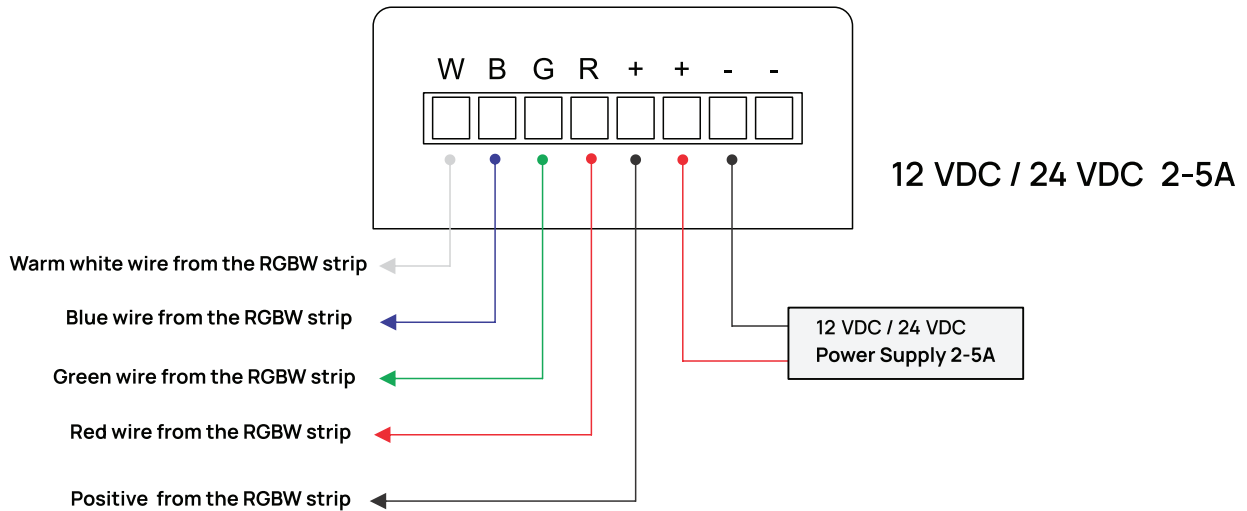 W B G R + + - -
12 VDC / 24 VDC 2-5A
Warm white wire from the RGBW strip
Blue wire from the RGBW strip
12 VDC / 24 VDC
Power Supply 2-5A
Green wire from the RGBW strip
Red wire from the RGBW strip
Positive from the RGBW strip